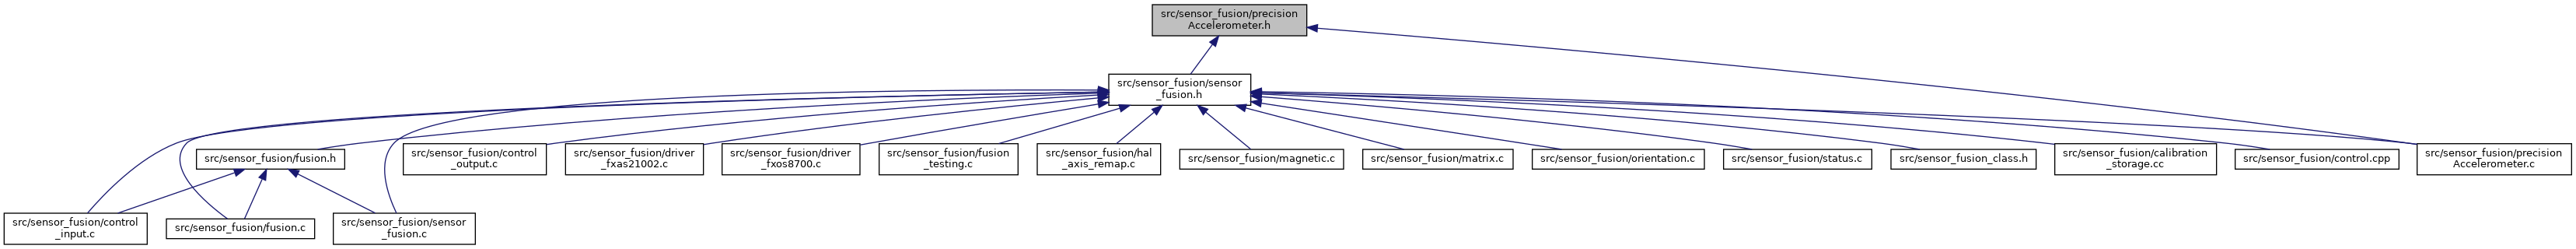 src/sensor_fusion/precision
Accelerometer.h
src/sensor_fusion/sensor
_fusion.h
src/sensor_fusion/fusion.h
src/sensor_fusion/control
_output.c
src/sensor_fusion/driver
_fxas21002.c
src/sensor_fusion/driver
_fxos8700.c
src/sensor_fusion/fusion
_testing.c
src/sensor_fusion/hal
_axis_remap.c
src/sensor_fusion/magnetic.c
src/sensor_fusion/matrix.c
src/sensor_fusion/orientation.c
src/sensor_fusion/status.c
src/sensor_fusion_class.h
src/sensor_fusion/calibration
_storage.cc
src/sensor_fusion/control.cpp
src/sensor_fusion/precision
Accelerometer.c
src/sensor_fusion/control
_input.c
src/sensor_fusion/fusion.c
src/sensor_fusion/sensor
_fusion.c